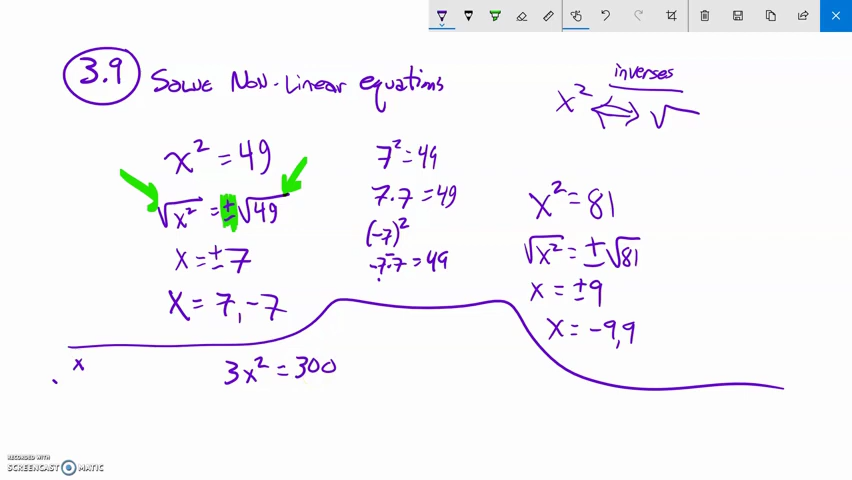 3.9 Solve Non-Linear equations
inverses
x² ⟺ √
x² = 49
√x² = ± √49
x = ± 7
x = 7, -7
7² = 49
7·7 = 49
(-7)²
-7·-7 = 49
x² = 81
√x² = ± √81
x = ± 9
x = -9, 9
x
3x² = 300
RECORDED WITH
SCREENCAST MATIC